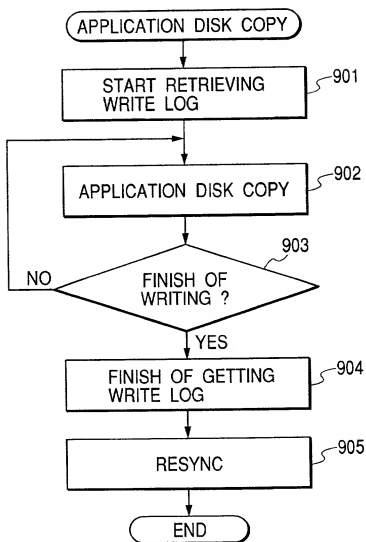 APPLICATION DISK COPY
START RETRIEVING
WRITE LOG
901
APPLICATION DISK COPY
902
903
FINISH OF
WRITING ?
NO
YES
FINISH OF GETTING
WRITE LOG
904
RESYNC
905
END